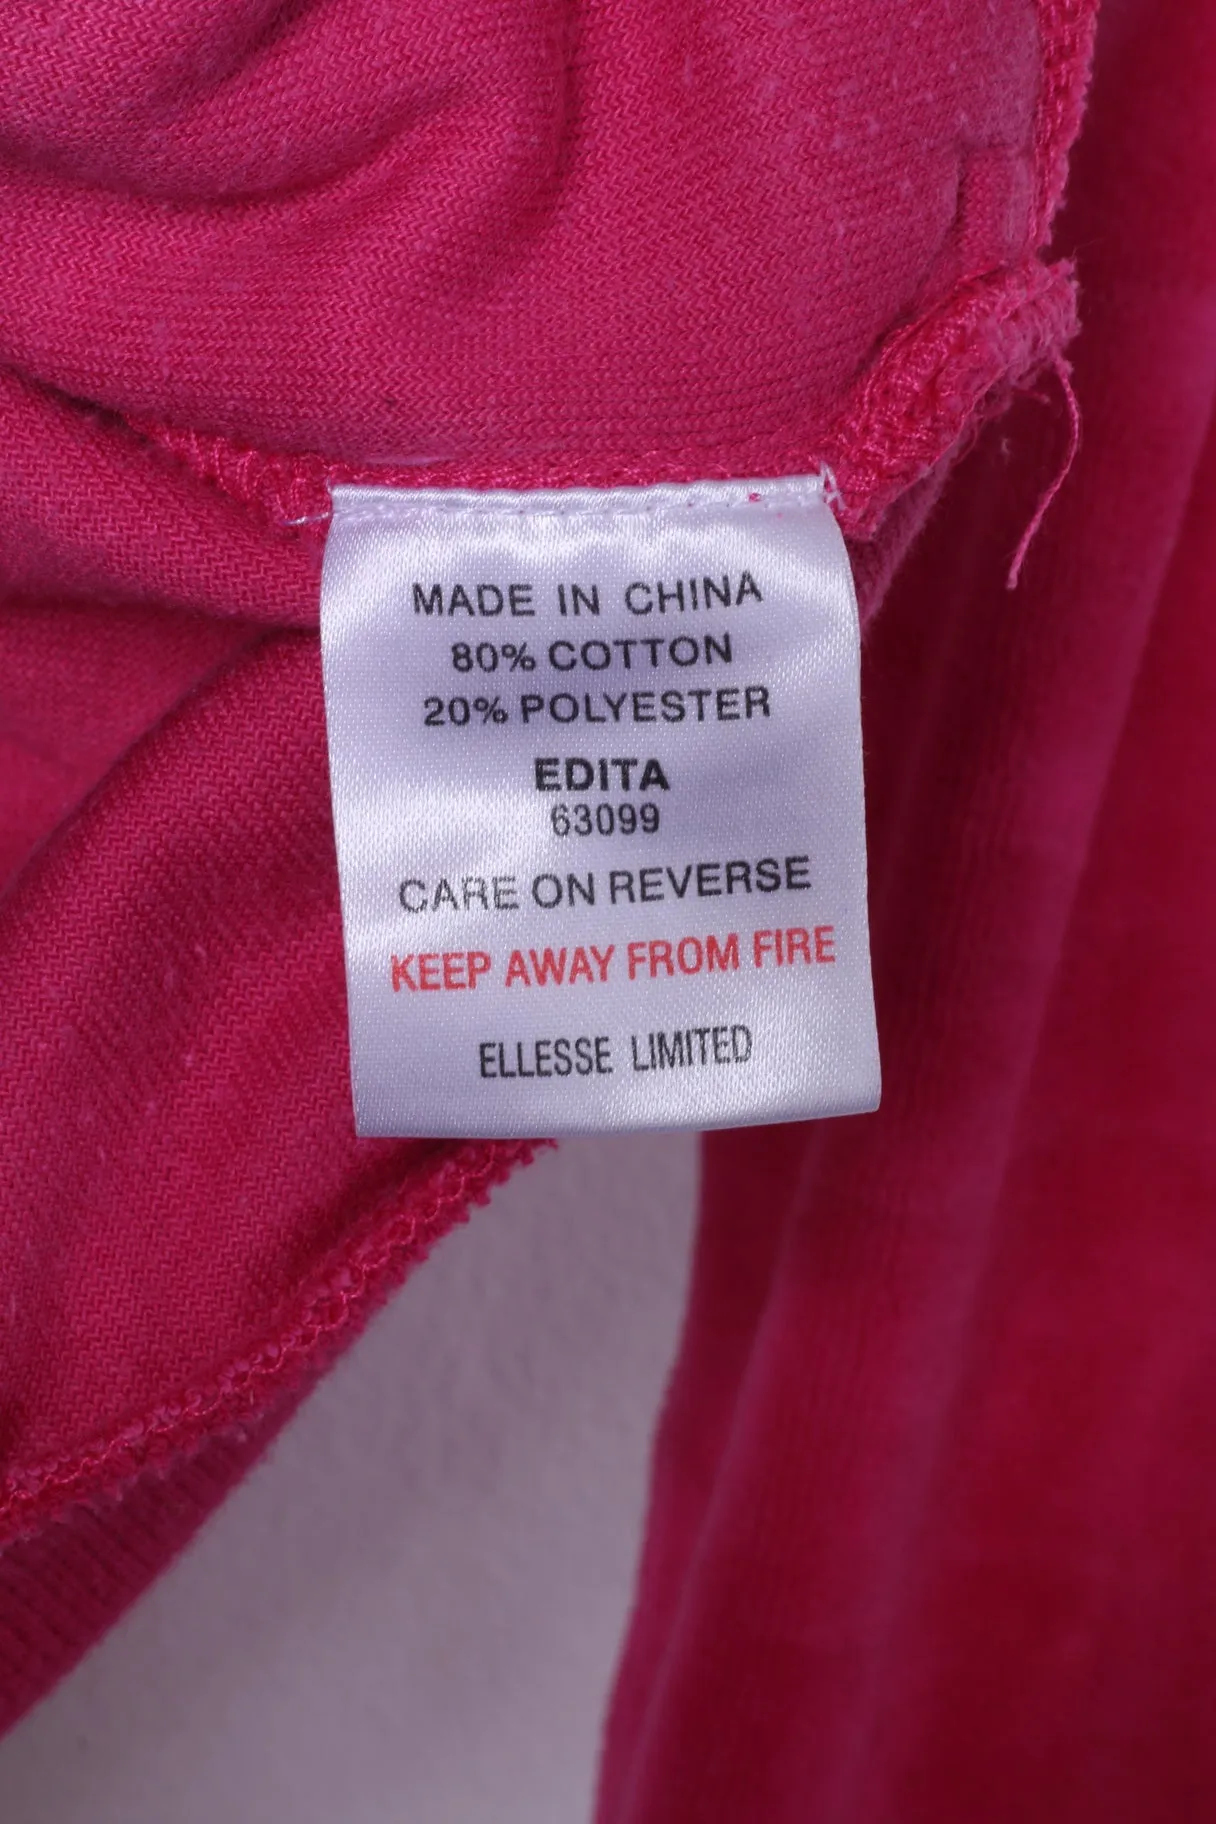 MADE IN CHINA
80% COTTON
20% POLYESTER
EDITA
63099
CARE ON REVERSE
KEEP AWAY FROM FIRE
ELLESSE LIMITED